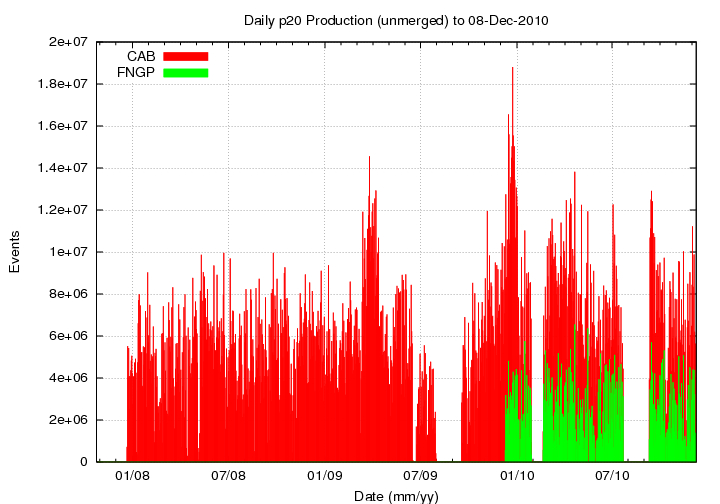 Daily p20 Production (unmerged) to 08-Dec-2010
2e+07
1.8e+07
1.6e+07
1.4e+07
1.2e+07
1e+07
8e+06
6e+06
4e+06
2e+06
0
CAB
FNGP
Events
01/08 07/08 01/09 07/09 01/10 07/10
Date (mm/yy)